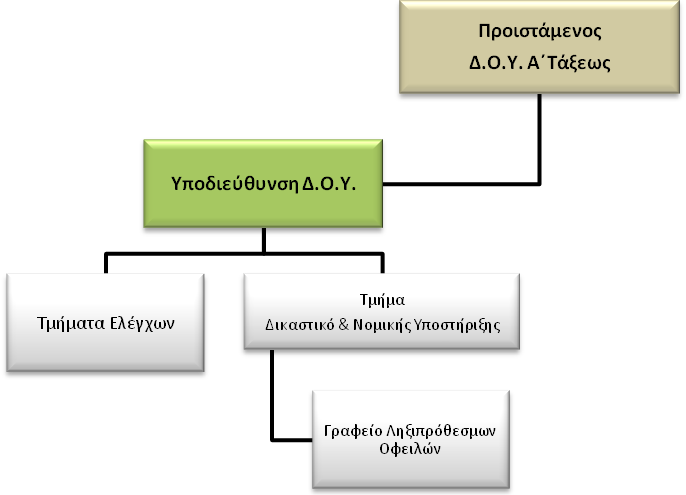 Προιστάμενος
Δ.Ο.Υ. Α΄Τάξεως
Υποδιεύθυνση Δ.Ο.Υ.
Τμήματα Ελέγχων
Τμήμα
Δικαστικό & Νομικής Υποστήριξης
Γραφείο Ληξιπρόθεσμων
Οφειλών